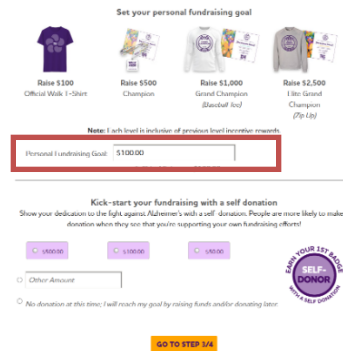 Set your personal fundraising goal
Raise $100
Official Walk T-Shirt
Raise $500
Champion
Raise $1,000
Grand Champion
(Baseball Tee)
Raise $2,500
Elite Grand
Champion
(Zip Up)
Note: Each level is inclusive of previous level incentive rewards.
Personal Fundraising Goal: $100.00
Kick-start your fundraising with a self donation
Show your dedication to the fight against Alzheimer's with a self donation. People are more likely to make
donation when they see that you're supporting your own fundraising efforts!
Other Amount
No donation at this time; I will reach my goal by raising funds and/or donating later.
EARN YOUR 1ST BADGE
SELF-
DONOR
WITH A SELF DONATION
GO TO STEP 3/4